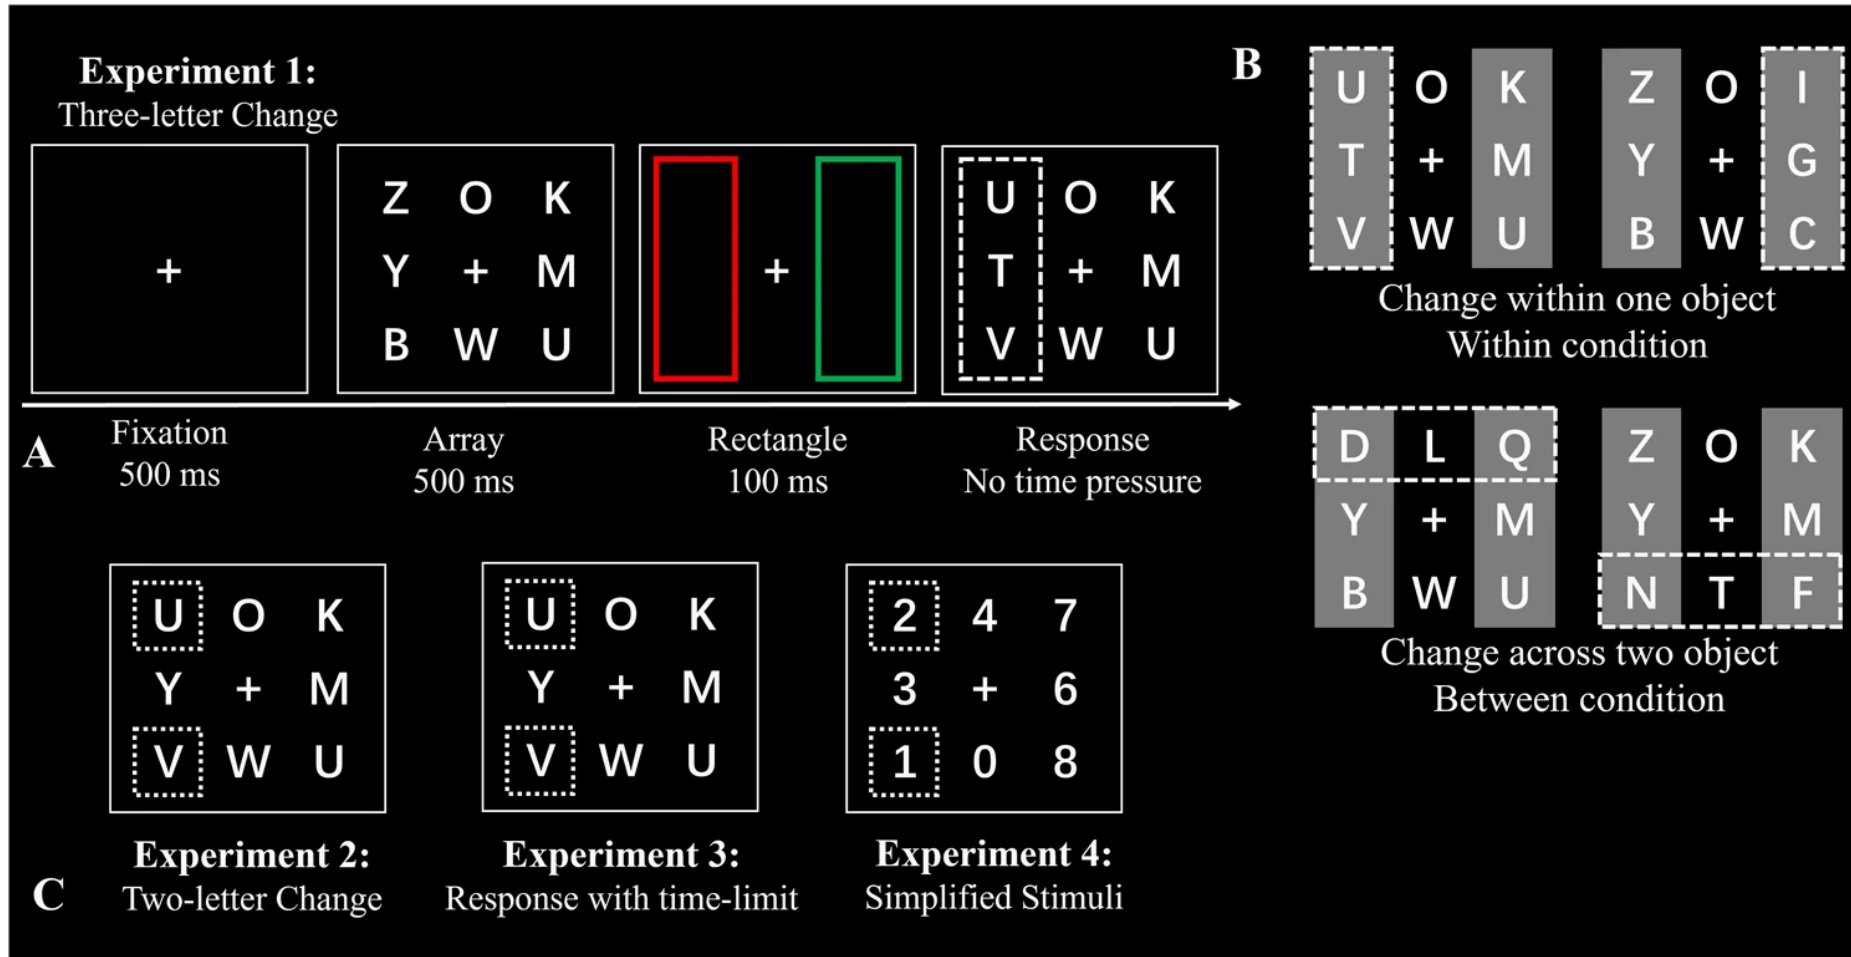 Experiment 1:
Three-letter Change
+
Z O K
Y + M
B W U
+
U O K
T + M
V W U
Fixation
500 ms
Array
500 ms
Rectangle
100 ms
Response
No time pressure
A
B
U O K
T + M
V W U
Z O I
Y + G
B W C
Change within one object
Within condition
D L Q
Y + M
B W U
Z O K
Y + M
N T F
Change across two object
Between condition
U O K
Y + M
V W U
Experiment 2:
Two-letter Change
U O K
Y + M
V W U
Experiment 3:
Response with time-limit
2 4 7
3 + 6
1 0 8
Experiment 4:
Simplified Stimuli
C